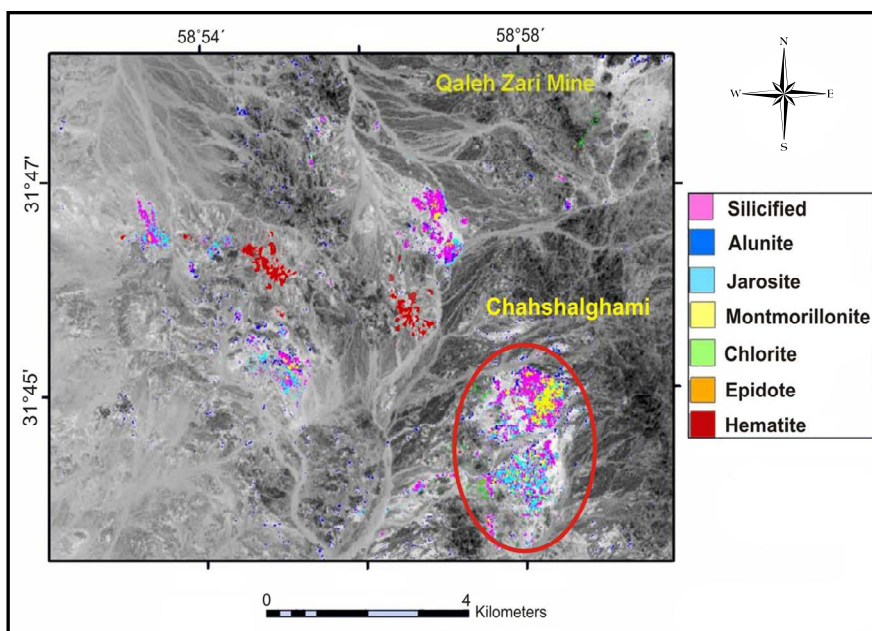 58°54´
58°58´
N
W
E
S
Qaleh Zari Mine
31°47'
Silicified
Alunite
Jarosite
Montmorillonite
Chlorite
Epidote
Hematite
Chahshalghami
31°45'
0
4
Kilometers